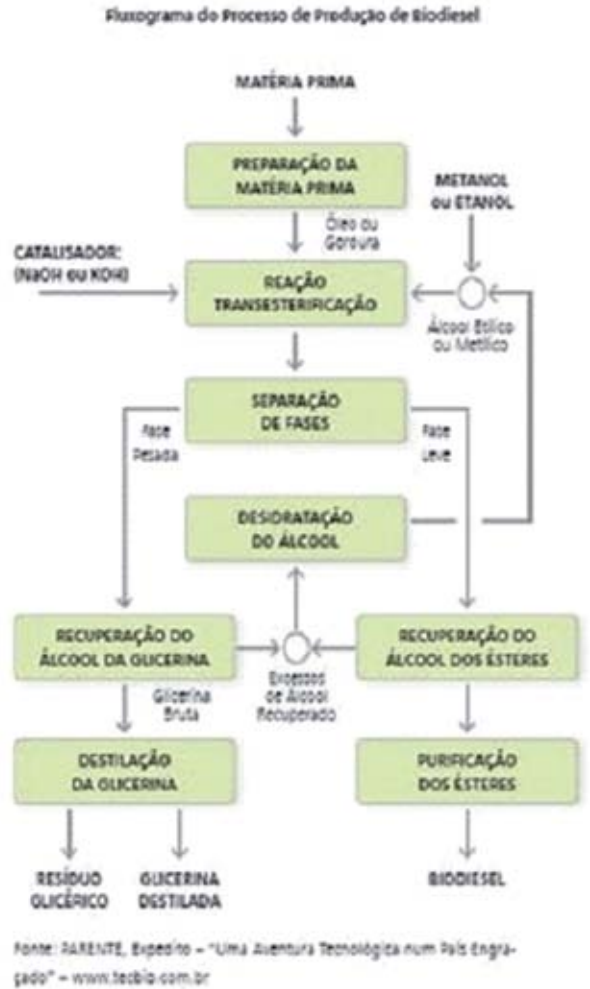 Fluxograma do Processo de Produção de Biodiesel
MATÉRIA PRIMA
PREPARAÇÃO DA
MATÉRIA PRIMA
METANOL
ou ETANOL
Óleo ou
Gordura
CATALISADOR:
(NaOH ou KOH)
REAÇÃO
TRANSESTERIFICAÇÃO
Álcool Etílico
ou Metílico
SEPARAÇÃO
DE FASES
Fase
Pesada
Fase
Leve
DESIDRATAÇÃO
DO ÁLCOOL
RECUPERAÇÃO DO
ÁLCOOL DA GLICERINA
RECUPERAÇÃO DO
ÁLCOOL DOS ÉSTERES
Excessos
de Álcool
Recuperado
Glicerina
Bruta
DESTILAÇÃO
DA GLICERINA
PURIFICAÇÃO
DOS ÉSTERES
RESÍDUO
GLICÉRICO
GLICERINA
DESTILADA
BIODIESEL
Fonte: PARENTE, Expedito – "Uma Aventura Tecnológica num País Engra-
çado" – www.tecbio.com.br